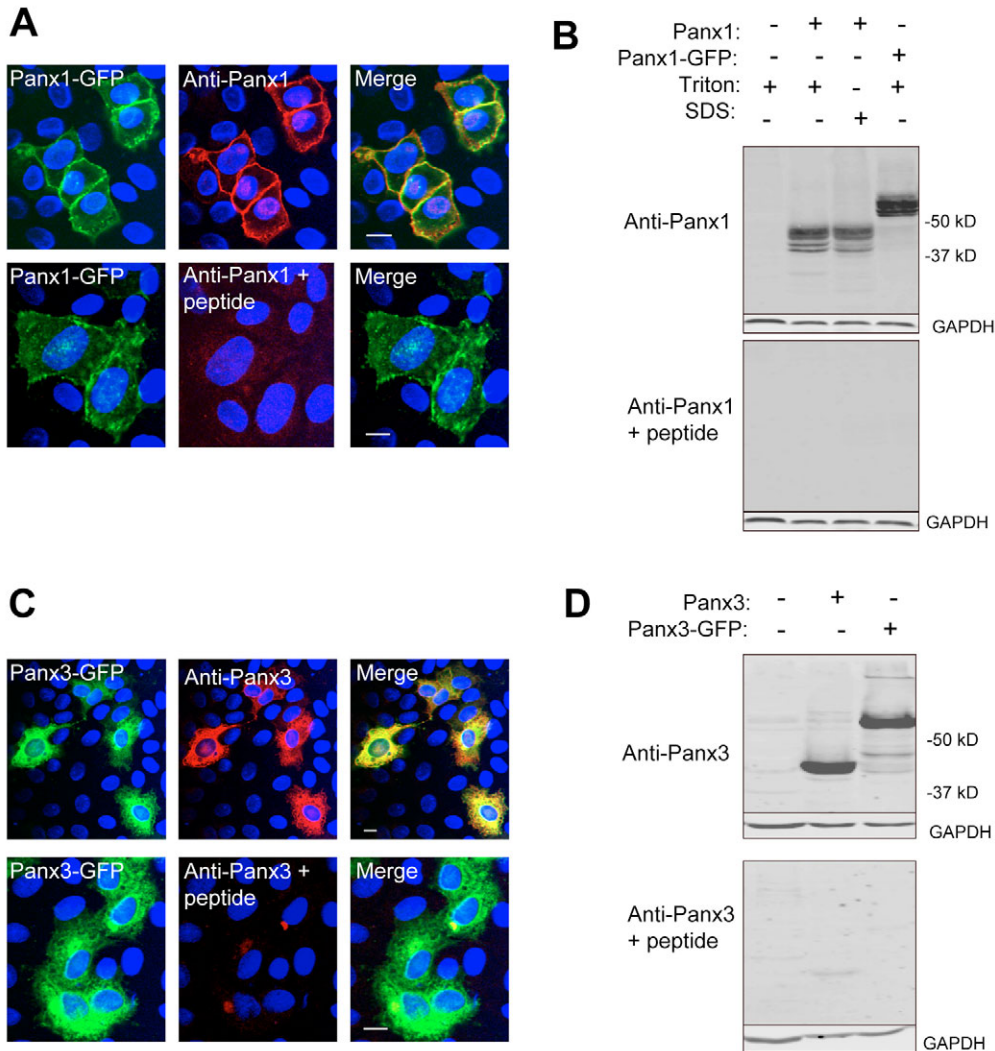 A
Panx1-GFP Anti-Panx1 Merge
Panx1-GFP Anti-Panx1 + Merge
peptide
B
Panx1: - + +
Panx1-GFP: +
Triton: + + - +
SDS: - - + -
Anti-Panx1
-50 kD
-37 kD
GAPDH
Anti-Panx1
+ peptide
GAPDH
C
Panx3-GFP Anti-Panx3 Merge
Panx3-GFP Anti-Panx3 + Merge
peptide
D
Panx3: - + -
Panx3-GFP: - - +
Anti-Panx3
-50 kD
-37 kD
GAPDH
Anti-Panx3
+ peptide
GAPDH